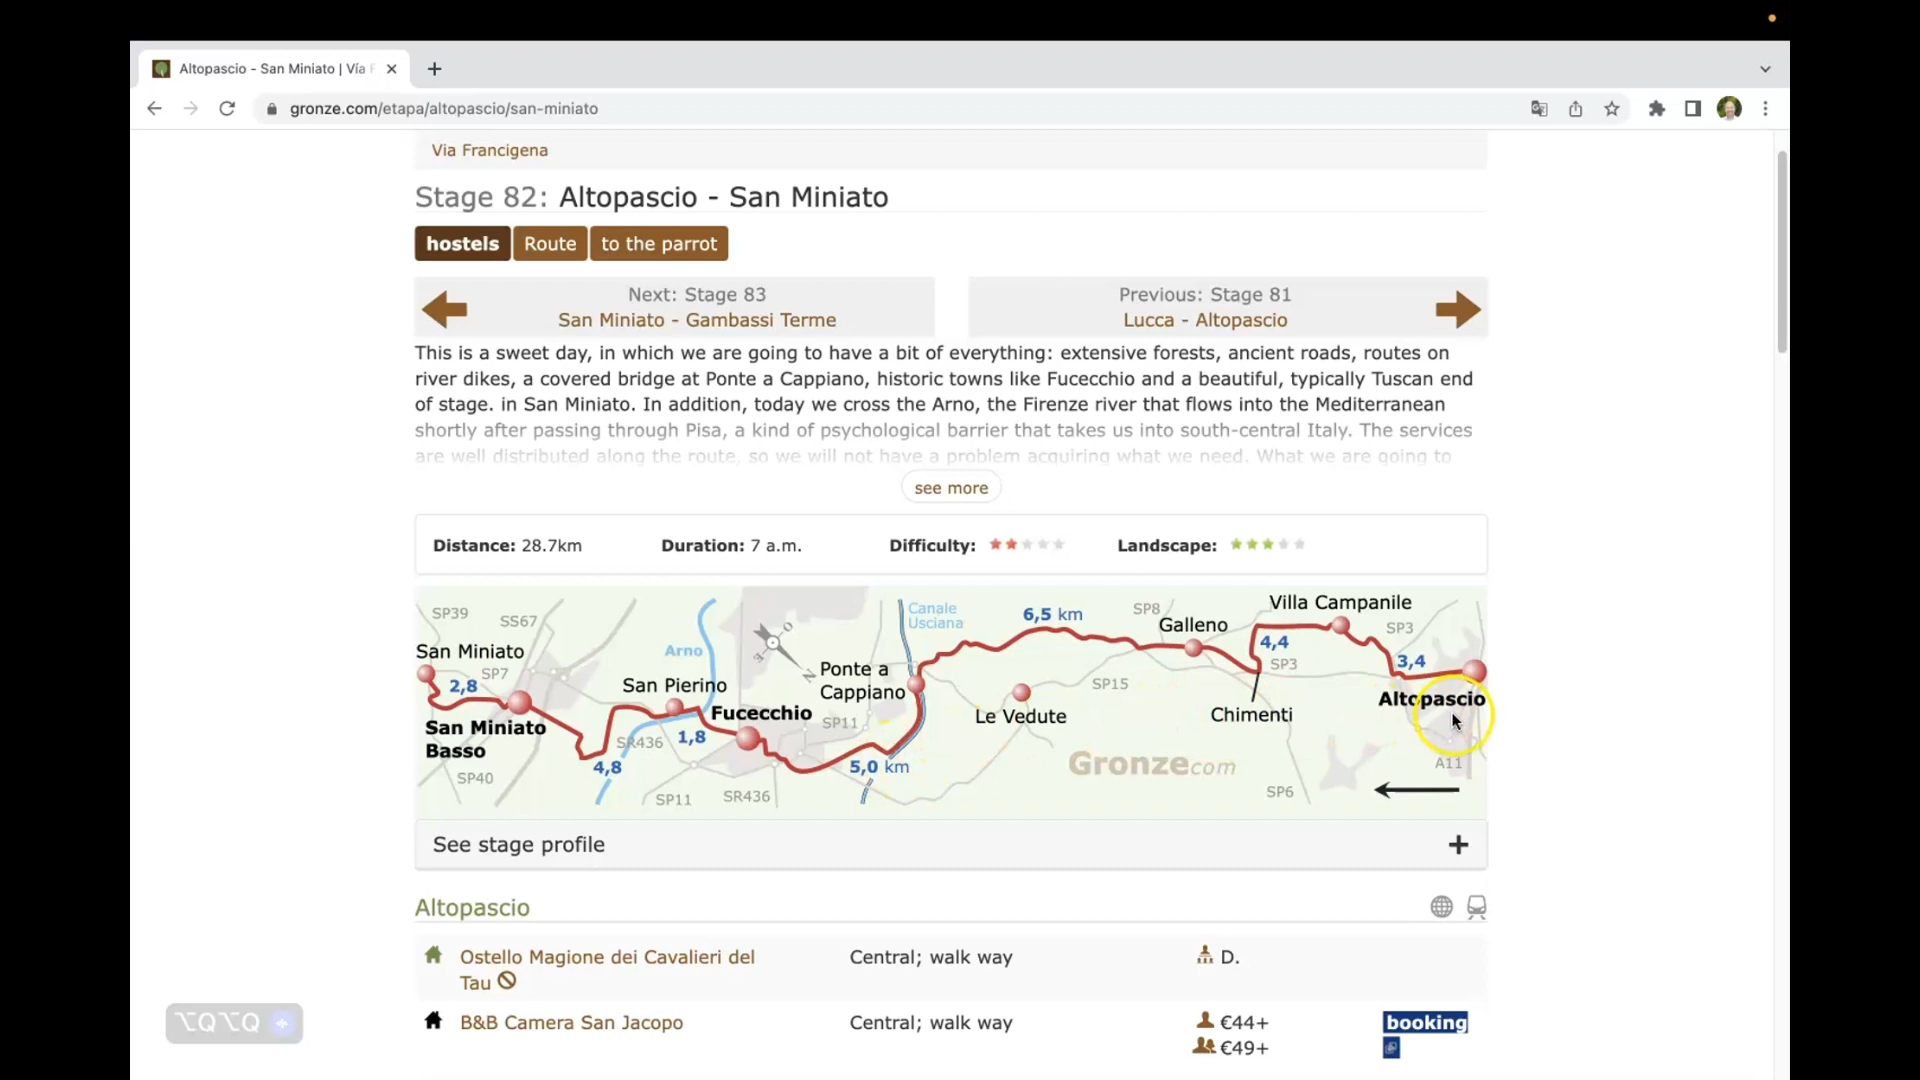 Altopascio - San Miniato | Vía F
gronze.com/etapa/altopascio/san-miniato
Via Francigena
Stage 82: Altopascio - San Miniato
hostels Route to the parrot
Next: Stage 83
San Miniato - Gambassi Terme
Previous: Stage 81
Lucca - Altopascio
This is a sweet day, in which we are going to have a bit of everything: extensive forests, ancient roads, routes on
river dikes, a covered bridge at Ponte a Cappiano, historic towns like Fucecchio and a beautiful, typically Tuscan end
of stage. in San Miniato. In addition, today we cross the Arno, the Firenze river that flows into the Mediterranean
shortly after passing through Pisa, a kind of psychological barrier that takes us into south-central Italy. The services
are well distributed along the route, so we will not have a problem acquiring what we need. What we are going to
see more
Distance: 28.7km Duration: 7 a.m. Difficulty: Landscape:
SP39
SS67
San Miniato
SP7
2,8
San Miniato
Basso
SP40
Arno
San Pierino
SR436
1,8
4,8
SP11
SR436
Fucecchio
O
E
N
Ponte a
Cappiano
SP11
5,0 km
Canale
Usciana
6,5 km
Le Vedute
SP15
SP8
Galleno
Villa Campanile
4,4
SP3
Chimenti
SP3
3,4
Altopascio
A11
SP6
Gronze.com
See stage profile +
Altopascio
Ostello Magione dei Cavalieri del
Tau
Central; walk way
D.
B&B Camera San Jacopo
Central; walk way
€44+
€49+
booking
⌥Q⌥Q